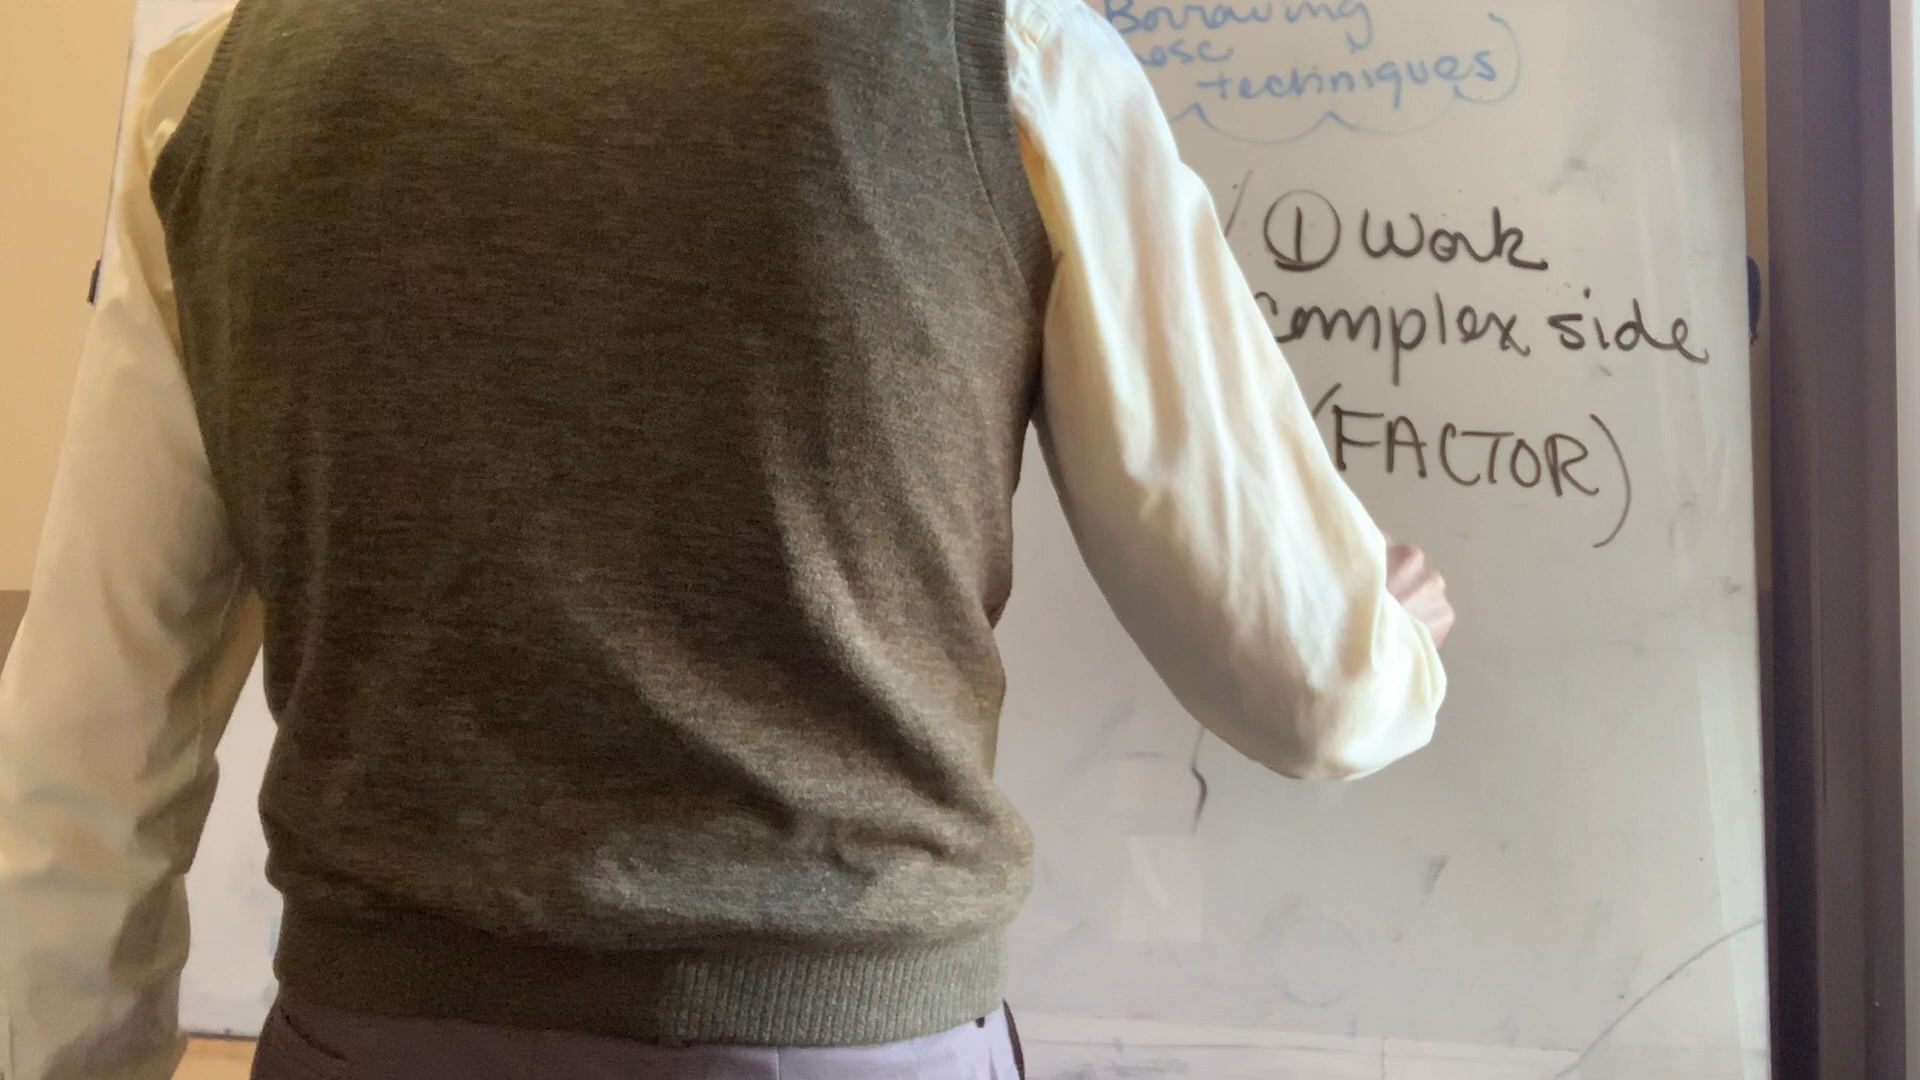 Borrowing
techniques)
① Work
complex side
(FACTOR)